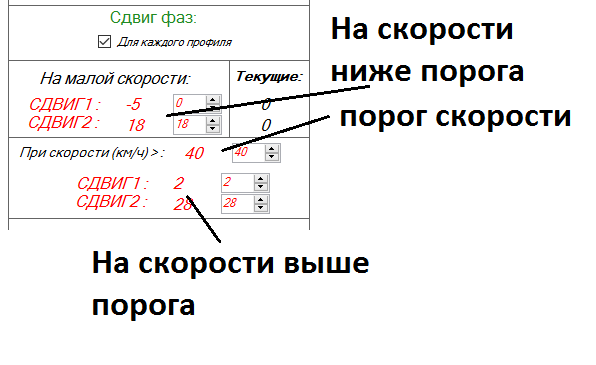 Сдвиг фаз:
Для каждого профиля
На малой скорости: Текущие:
СДВИГ1 : -5 0 0
СДВИГ2 : 18 18 0
При скорости (км/ч) > : 40 40
СДВИГ1 : 2 2
СДВИГ2 : 28 28
На скорости
ниже порога
порог скорости
На скорости выше
порога